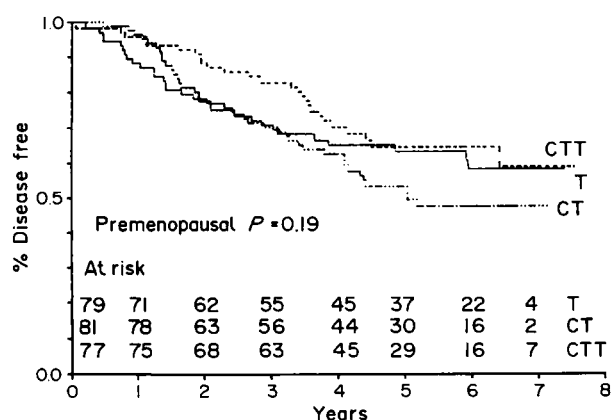 1.0
% Disease free
0.5
CTT
T
CT
Premenopausal P = 0.19
At risk
79 71 62 55 45 37 22 4 T
81 78 63 56 44 30 16 2 CT
77 75 68 63 45 29 16 7 CTT
0.0
0 1 2 3 4 5 6 7 8
Years